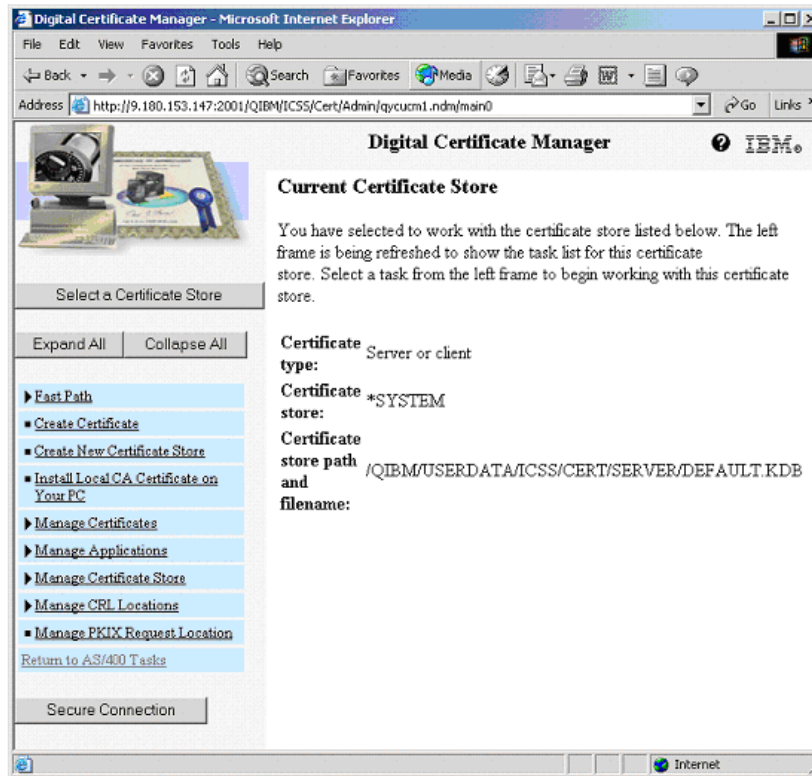 Digital Certificate Manager - Microsoft Internet Explorer
File Edit View Favorites Tools Help
Back Search Favorites Media
Address http://9.180.153.147:2001/QIBM/ICSS/Cert/Admin/qycucm1.ndm/main0 Go Links
Digital Certificate Manager
IBM
Select a Certificate Store
Expand All Collapse All
Fast Path
Create Certificate
Create New Certificate Store
Install Local CA Certificate on
Your PC
Manage Certificates
Manage Applications
Manage Certificate Store
Manage CRL Locations
Manage PKIX Request Location
Return to AS/400 Tasks
Secure Connection
Current Certificate Store
You have selected to work with the certificate store listed below. The left
frame is being refreshed to show the task list for this certificate
store. Select a task from the left frame to begin working with this certificate
store.
Certificate
type:
Server or client
Certificate
store:
*SYSTEM
Certificate
store path
and
filename:
/QIBM/USERDATA/ICSS/CERT/SERVER/DEFAULT.KDB
Internet